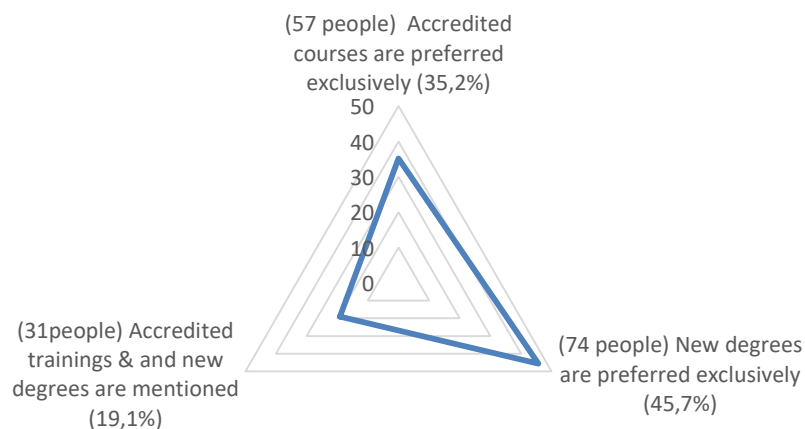 (57 people)  Accredited
courses are preferred
exclusively (35,2%)
50
40
30
20
10
0
(31people) Accredited
trainings & and new
degrees are mentioned
(19,1%)
(74 people) New degrees
are preferred exclusively
(45,7%)